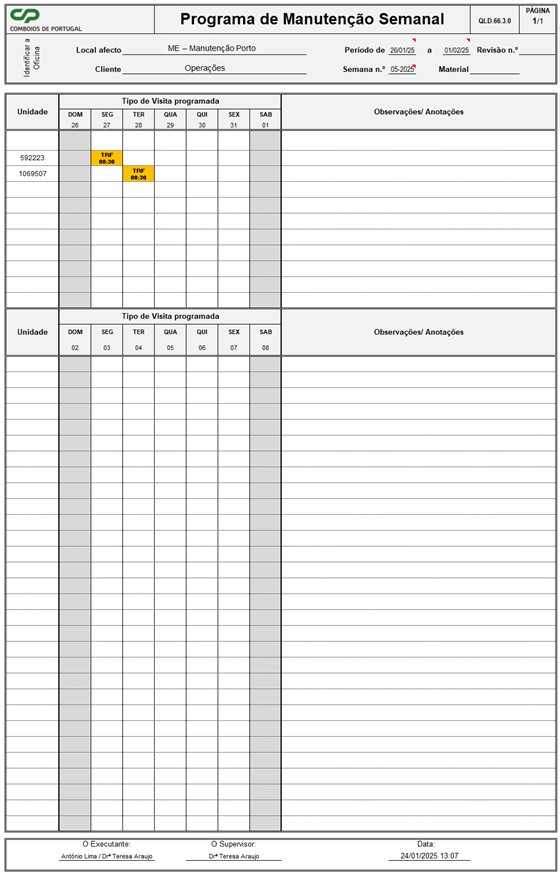 CP
COMBOIOS DE PORTUGAL
Programa de Manutenção Semanal
QLD.66.3.0
PÁGINA
1/1
Identificar a Oficina
Local afecto ME – Manutenção Porto Periodo de 26/01/25 a 01/02/25 Revisão n.º
Cliente Operações Semana n.º 05-2025 Material
Unidade Tipo de Visita programada Observações/ Anotações
DOM SEG TER QUA QUI SEX SAB
26 27 28 29 30 31 01
592223 TRF 08:30
1069507 TRF 08:30
Unidade Tipo de Visita programada Observações/ Anotações
DOM SEG TER QUA QUI SEX SAB
02 03 04 05 06 07 08
O Executante: O Supervisor: Data:
António Lima / Drª Teresa Araujo Drª Teresa Araujo 24/01/2025 13:07